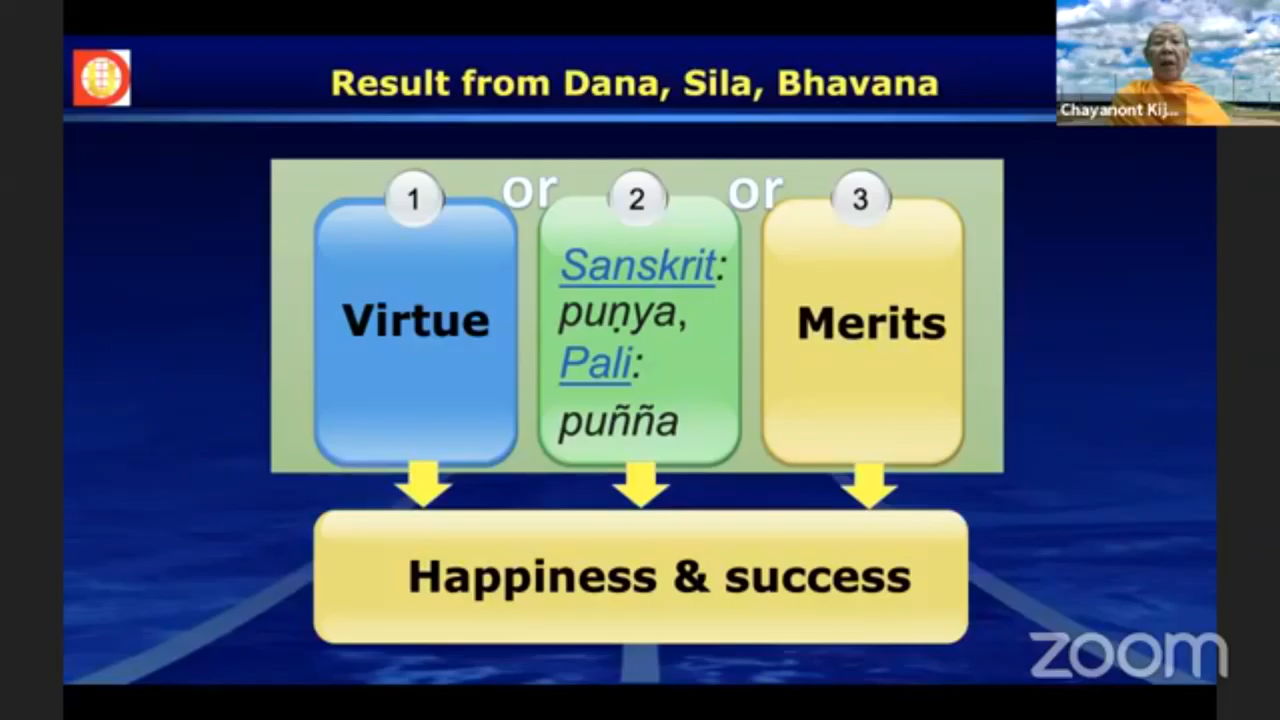 Result from Dana, Sila, Bhavana
Chayanont Kij...
1 or 2 or 3
Virtue
Sanskrit:
puṇya,
Pali:
puñña
Merits
Happiness & success
zoom